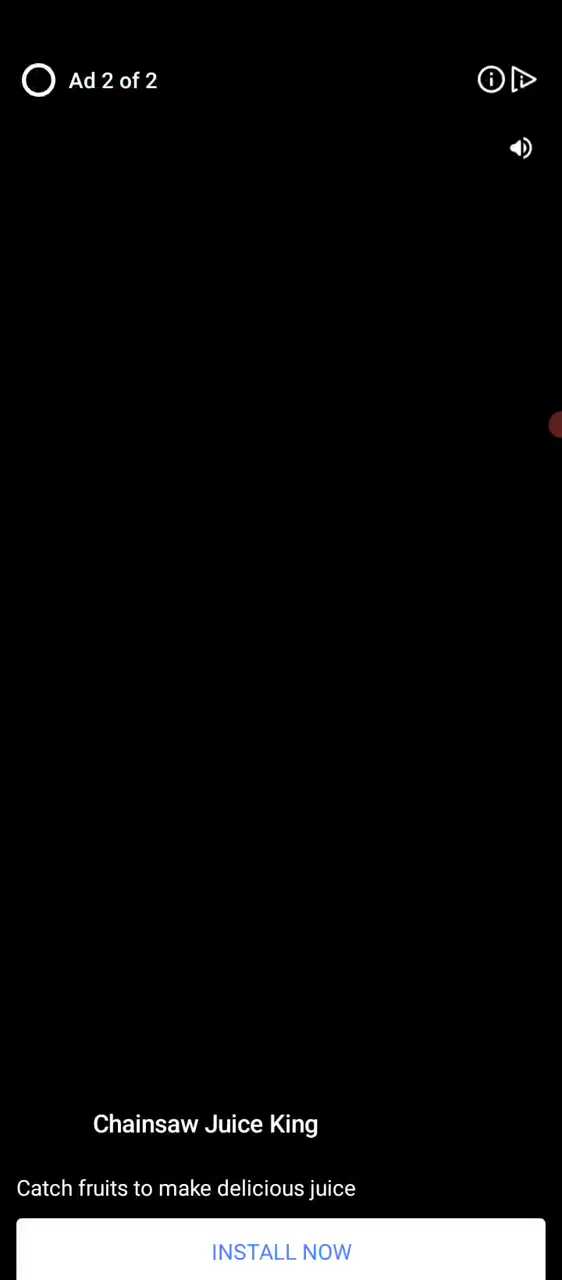 Ad 2 of 2
Chainsaw Juice King
Catch fruits to make delicious juice
INSTALL NOW